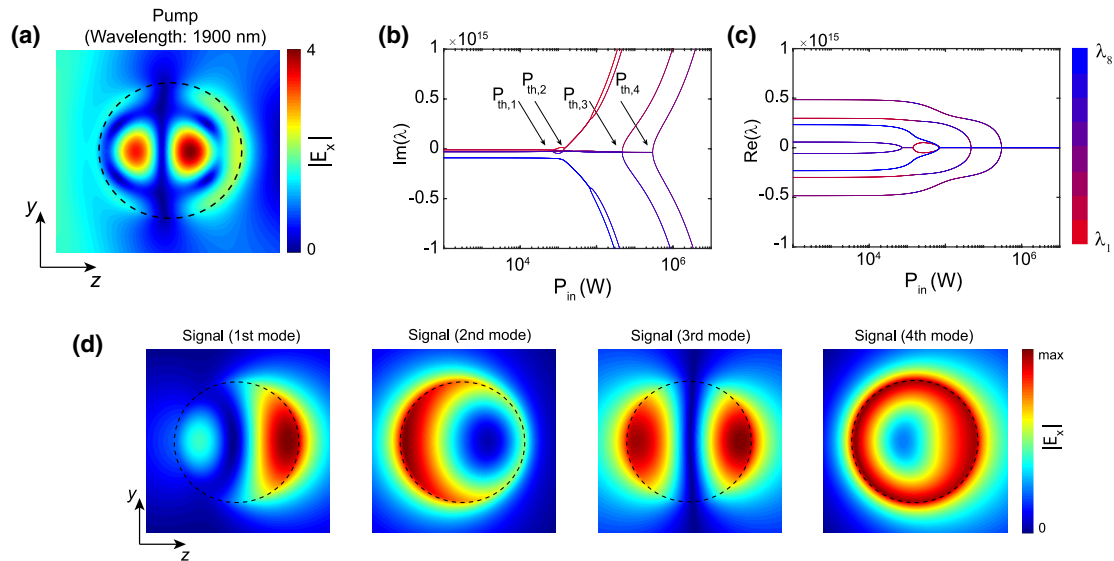 (a)
Pump
(Wavelength: 1900 nm)
y
z
4
0
|E_x|
(b)
× 10^15
1
0.5
0
-0.5
-1
Im(λ)
P_th,1
P_th,2
P_th,3
P_th,4
10^4
10^6
P_in (W)
(c)
× 10^15
1
0.5
0
-0.5
-1
Re(λ)
10^4
10^6
P_in (W)
λ_8
λ_1
(d)
Signal (1st mode)
Signal (2nd mode)
Signal (3rd mode)
Signal (4th mode)
y
z
max
0
|E_x|